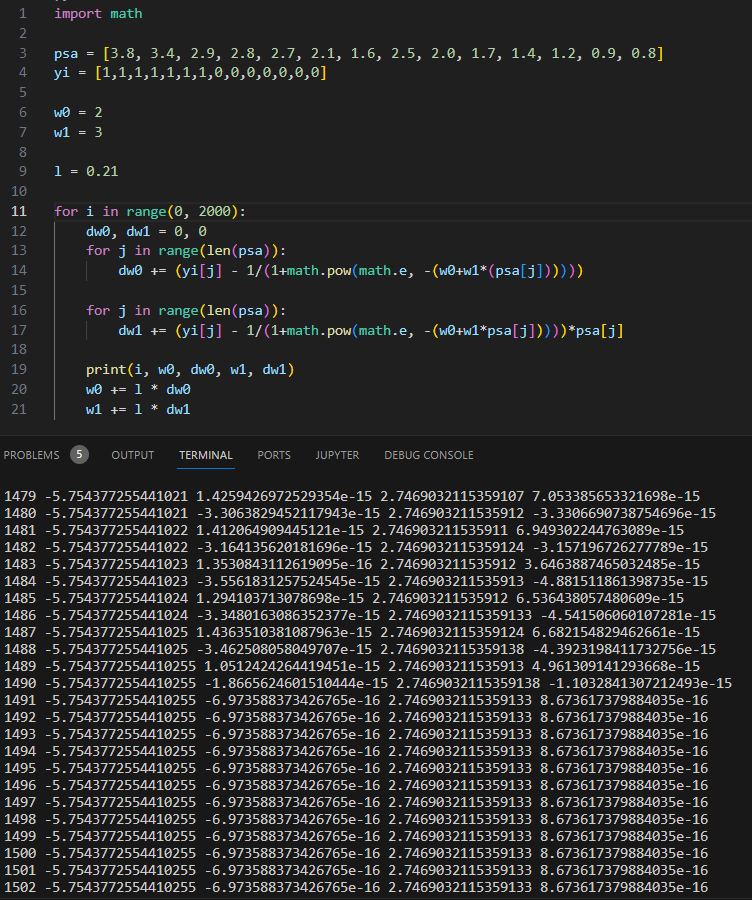 1 import math
2
3 psa = [3.8, 3.4, 2.9, 2.8, 2.7, 2.1, 1.6, 2.5, 2.0, 1.7, 1.4, 1.2, 0.9, 0.8]
4 yi = [1,1,1,1,1,1,1,0,0,0,0,0,0,0]
5
6 w0 = 2
7 w1 = 3
8
9 l = 0.21
10
11 for i in range(0, 2000):
12     dw0, dw1 = 0, 0
13     for j in range(len(psa)):
14         dw0 += (yi[j] - 1/(1+math.pow(math.e, -(w0+w1*(psa[j])))))
15
16     for j in range(len(psa)):
17         dw1 += (yi[j] - 1/(1+math.pow(math.e, -(w0+w1*psa[j]))))*psa[j]
18
19     print(i, w0, dw0, w1, dw1)
20     w0 += l * dw0
21     w1 += l * dw1
PROBLEMS 5 OUTPUT TERMINAL PORTS JUPYTER DEBUG CONSOLE
1479 -5.754377255441021 1.4259426972529354e-15 2.7469032115359107 7.053385653321698e-15
1480 -5.754377255441021 -3.3063829452117943e-15 2.746903211535912 -3.3306690738754696e-16
1481 -5.754377255441022 1.412064909445121e-15 2.746903211535911 6.949302244763089e-15
1482 -5.754377255441022 -3.164135620181696e-15 2.7469032115359124 -3.157196726277789e-15
1483 -5.754377255441023 1.3530843112619095e-16 2.746903211535912 3.6463887465032485e-15
1484 -5.754377255441023 -3.5561831257524545e-15 2.746903211535913 -4.881511861398735e-15
1485 -5.754377255441024 1.294103713078698e-15 2.746903211535912 6.536438057480609e-15
1486 -5.754377255441024 -3.3480163086352377e-15 2.7469032115359133 -4.541506060107281e-15
1487 -5.754377255441025 1.4363510381087963e-15 2.7469032115359124 6.682154829462661e-15
1488 -5.754377255441025 -3.462508058049707e-15 2.7469032115359138 -4.3923198411732756e-15
1489 -5.7543772554410255 1.0512424264419451e-15 2.746903211535913 4.961309141293668e-15
1490 -5.7543772554410255 -1.8665624601510444e-15 2.7469032115359138 -1.1032841307212493e-15
1491 -5.7543772554410255 -6.973588373426765e-16 2.7469032115359133 8.673617379884035e-16
1492 -5.7543772554410255 -6.973588373426765e-16 2.7469032115359133 8.673617379884035e-16
1493 -5.7543772554410255 -6.973588373426765e-16 2.7469032115359133 8.673617379884035e-16
1494 -5.7543772554410255 -6.973588373426765e-16 2.7469032115359133 8.673617379884035e-16
1495 -5.7543772554410255 -6.973588373426765e-16 2.7469032115359133 8.673617379884035e-16
1496 -5.7543772554410255 -6.973588373426765e-16 2.7469032115359133 8.673617379884035e-16
1497 -5.7543772554410255 -6.973588373426765e-16 2.7469032115359133 8.673617379884035e-16
1498 -5.7543772554410255 -6.973588373426765e-16 2.7469032115359133 8.673617379884035e-16
1499 -5.7543772554410255 -6.973588373426765e-16 2.7469032115359133 8.673617379884035e-16
1500 -5.7543772554410255 -6.973588373426765e-16 2.7469032115359133 8.673617379884035e-16
1501 -5.7543772554410255 -6.973588373426765e-16 2.7469032115359133 8.673617379884035e-16
1502 -5.7543772554410255 -6.973588373426765e-16 2.7469032115359133 8.673617379884035e-16